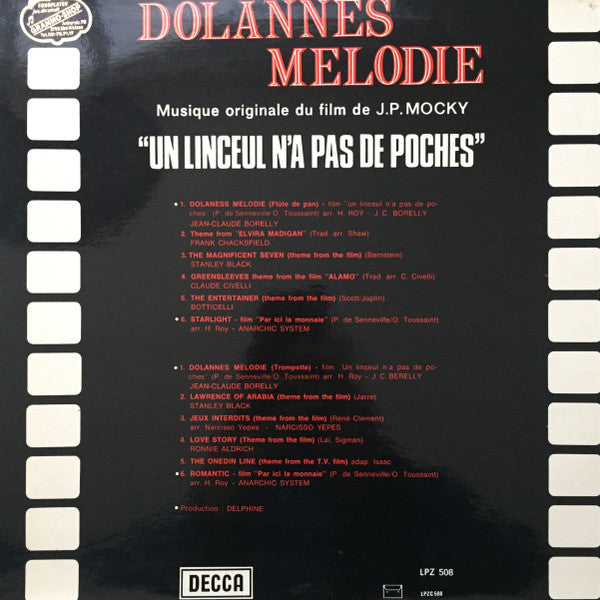 FONOPLATEN
GRAMMO-SHOP
DOLANNES
MELODIE
Musique originale du film de J.P. MOCKY
"UN LINCEUL N'A PAS DE POCHES"
1. DOLANESS MELODIE (Flûte de pan) - film "un linceul n'a pas de po-
ches" (P. de Senneville/O. Toussaint) arr. H. ROY - J.C. BORELLY
JEAN-CLAUDE BORELLY
2. Theme from "ELVIRA MADIGAN" (Trad. arr. Shaw)
FRANK CHACKSFIELD
3. THE MAGNIFICENT SEVEN (theme from the film) (Bernstein)
STANLEY BLACK
4. GREENSLEEVES theme from the film "ALAMO" (Trad. arr. C. Civelli)
CLAUDE CIVELLI
5. THE ENTERTAINER (theme from the film) (Scott/Joplin)
BOTTICELLI
6. STARLIGHT - film "Par ici la monnaie" (P. de Senneville/O. Toussaint)
arr. H. Roy - ANARCHIC SYSTEM
1. DOLANNES MELODIE (Trompette) - film "Un linceul n'a pas de po-
ches" (P. de Senneville/O. Toussaint) arr. H. Roy - J.C. BERELLY
JEAN-CLAUDE BORELLY
2. LAWRENCE OF ARABIA (theme from the film) (Jarre)
STANLEY BLACK
3. JEUX INTERDITS (theme from the film) (René Clement)
arr. Narcisso Yepes - NARCISSO YEPES
4. LOVE STORY (Theme from the film) (Lai, Sigman)
RONNIE ALDRICH
5. THE ONEDIN LINE (theme from the T.V. film) adap. Isaac
6. ROMANTIC - film "Par ici la monnaie" (P. de Senneville/O. Toussaint)
arr. H. Roy - ANARCHIC SYSTEM
Production : DELPHINE
DECCA
LPZ 508
LPZC 508